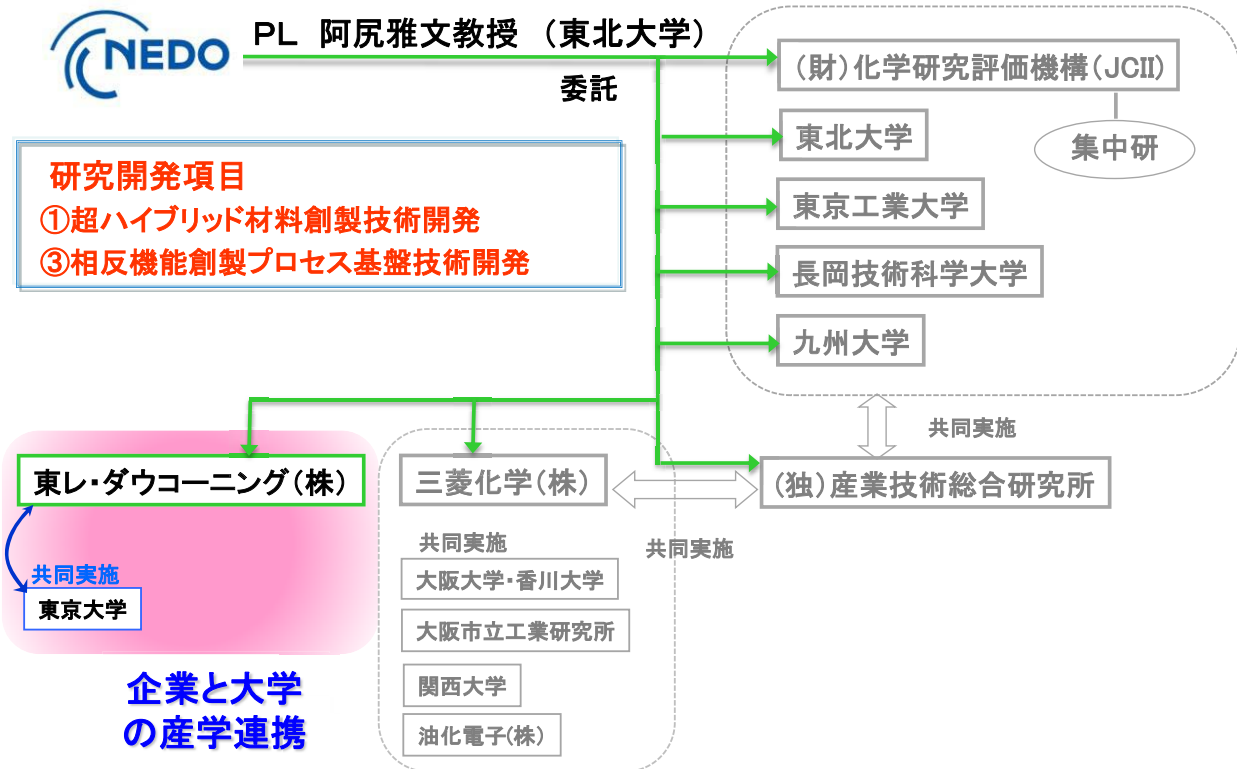 NEDO
PL 阿尻雅文教授 （東北大学）
委託
(財)化学研究評価機構(JCII)
集中研
東北大学
東京工業大学
長岡技術科学大学
九州大学
研究開発項目
①超ハイブリッド材料創製技術開発
③相反機能創製プロセス基盤技術開発
共同実施
東レ・ダウコーニング(株)
三菱化学(株)
(独)産業技術総合研究所
共同実施
共同実施
共同実施
東京大学
大阪大学・香川大学
大阪市立工業研究所
関西大学
油化電子(株)
企業と大学
の産学連携